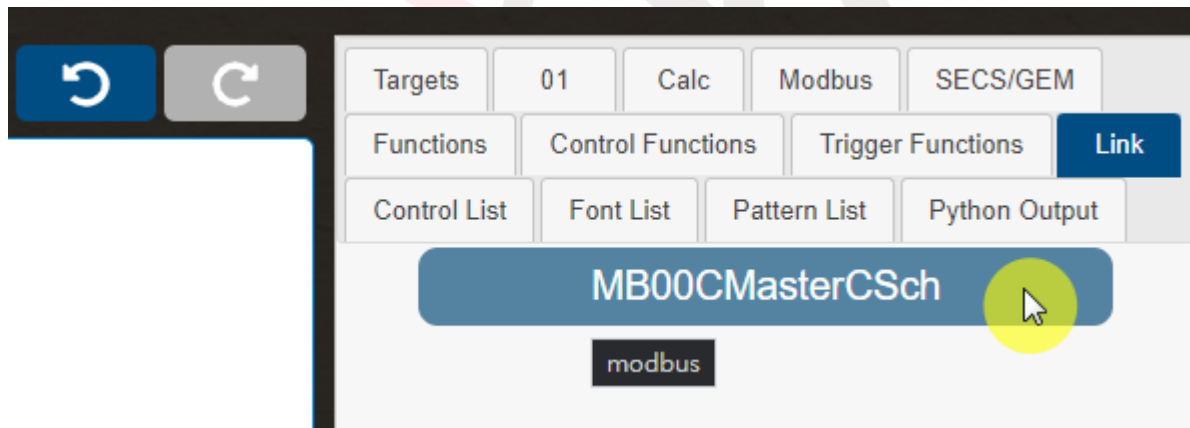 Targets 01 Calc Modbus SECS/GEM
Functions Control Functions Trigger Functions Link
Control List Font List Pattern List Python Output
MB00CMasterCSch
modbus